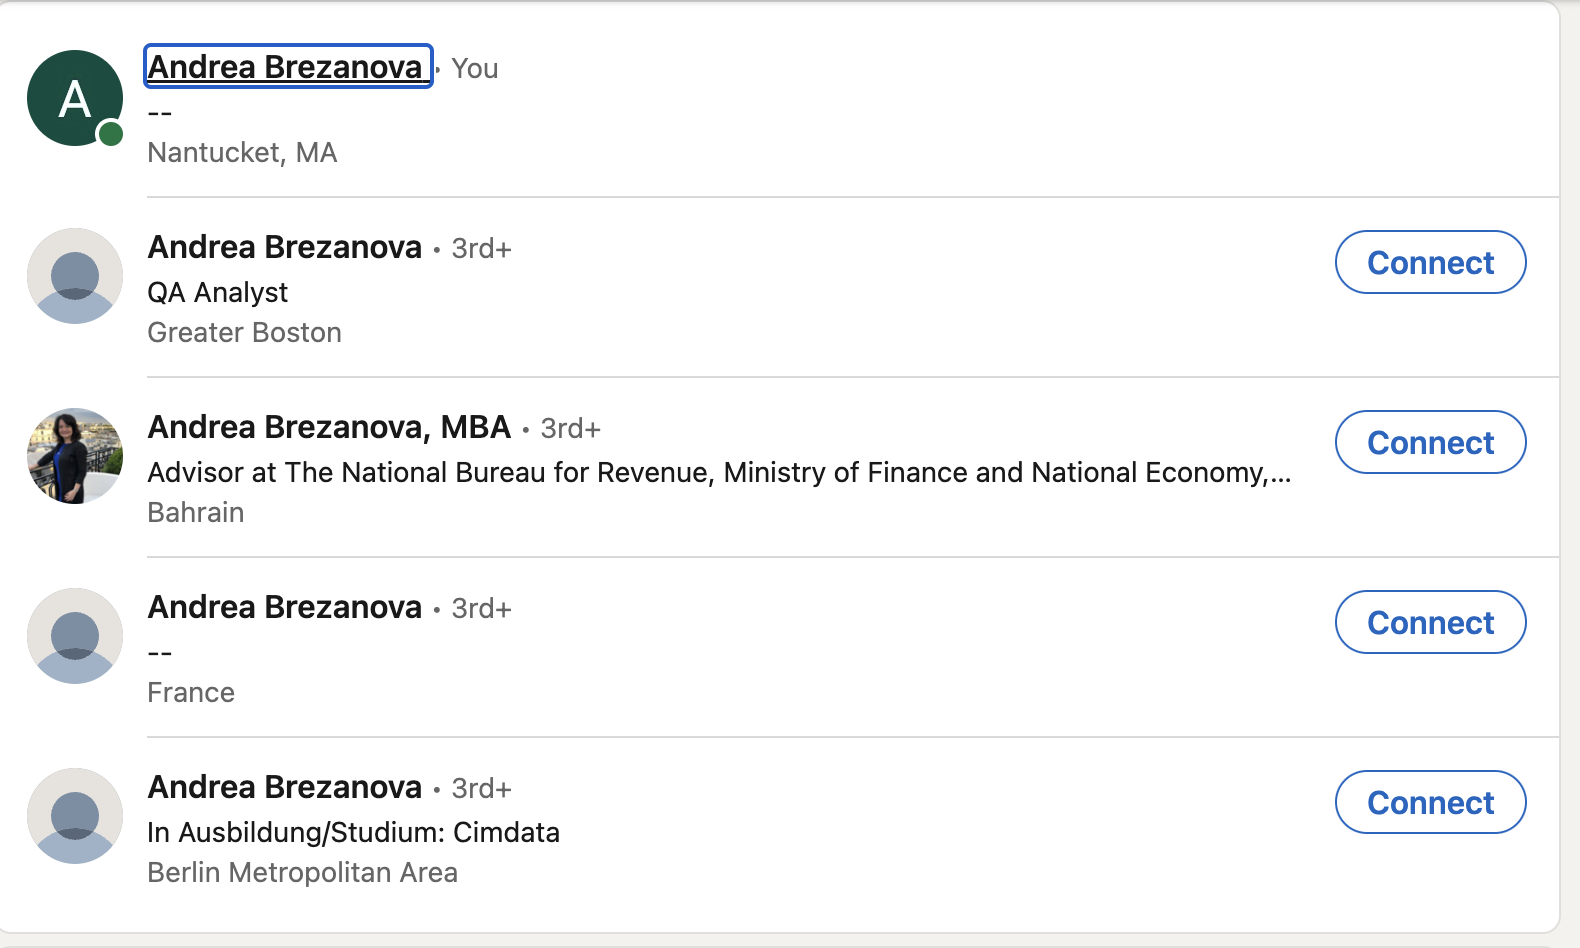 A
Andrea Brezanova • You
--
Nantucket, MA
Andrea Brezanova • 3rd+
Connect
QA Analyst
Greater Boston
Andrea Brezanova, MBA • 3rd+
Connect
Advisor at The National Bureau for Revenue, Ministry of Finance and National Economy,...
Bahrain
Andrea Brezanova • 3rd+
Connect
--
France
Andrea Brezanova • 3rd+
Connect
In Ausbildung/Studium: Cimdata
Berlin Metropolitan Area